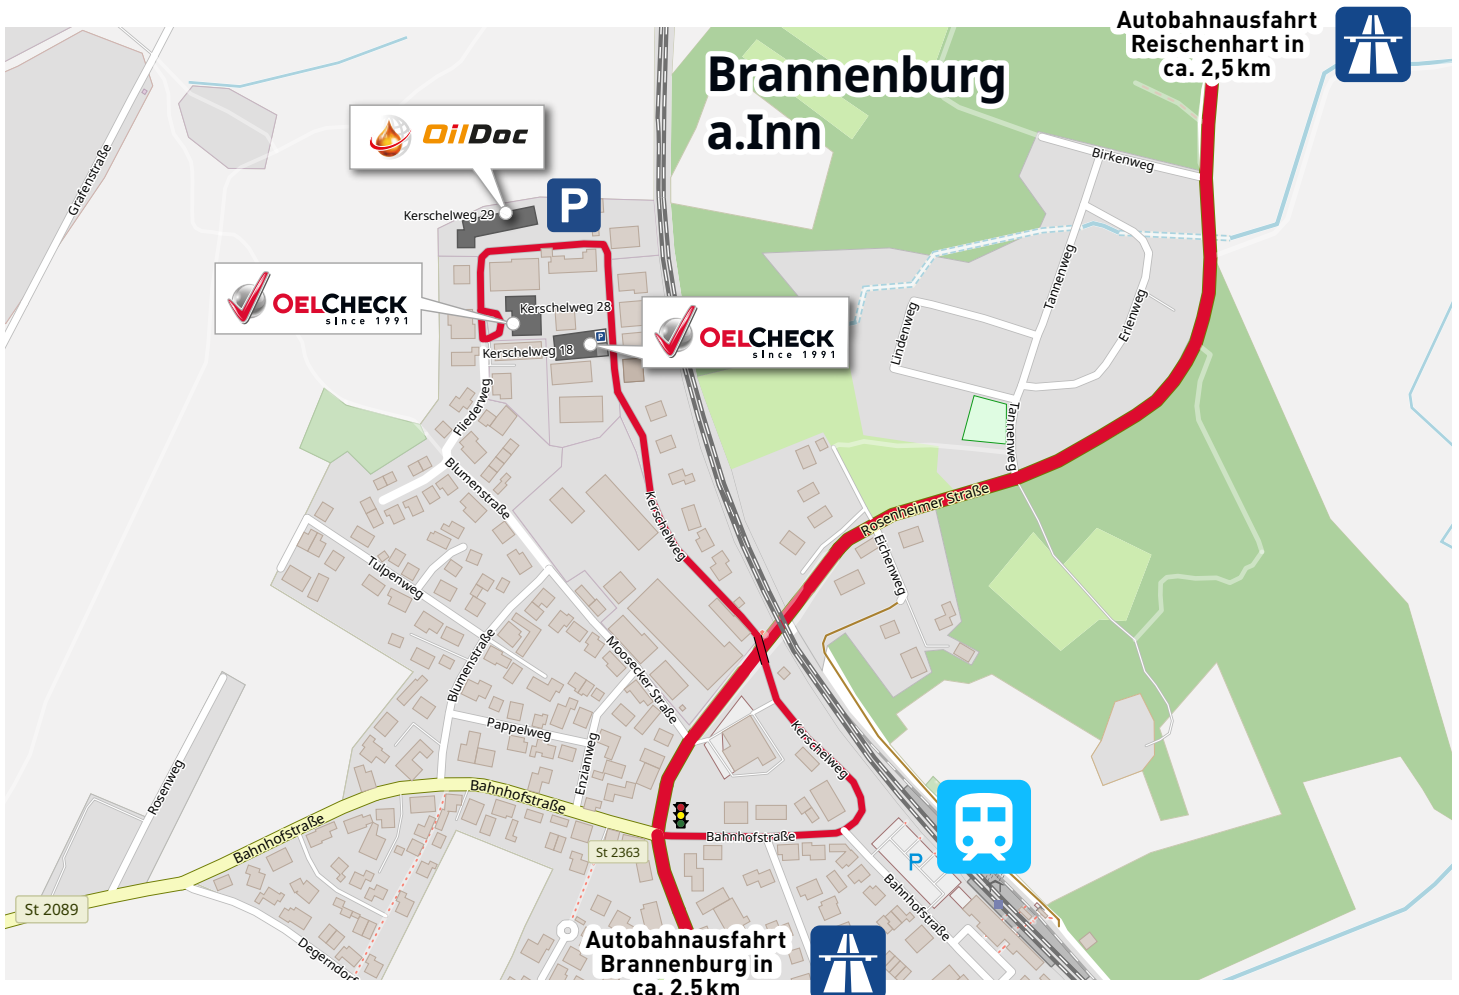 Autobahnausfahrt
Reischenhart in
ca. 2,5 km
Brannenburg
a.Inn
OilDoc
P
Kerschelweg 29
Grafenstraße
Birkenweg
Tannenweg
Erlenweg
Lindenweg
OELCHECK
since 1991
Kerschelweg 28
P
Kerschelweg 18
OELCHECK
since 1991
Fliederweg
Tannenweg
Blumenstraße
Rosenheimer Straße
Kerschelweg
Eichenweg
Tulpenweg
Blumenstraße
Moosecker Straße
Pappelweg
Enzianweg
Kerschelweg
Rosenweg
Bahnhofstraße
Bahnhofstraße
Bahnhofstraße
St 2363
P
Bahnhofstraße
St 2089
Degerndorf
Autobahnausfahrt
Brannenburg in
ca. 2,5 km